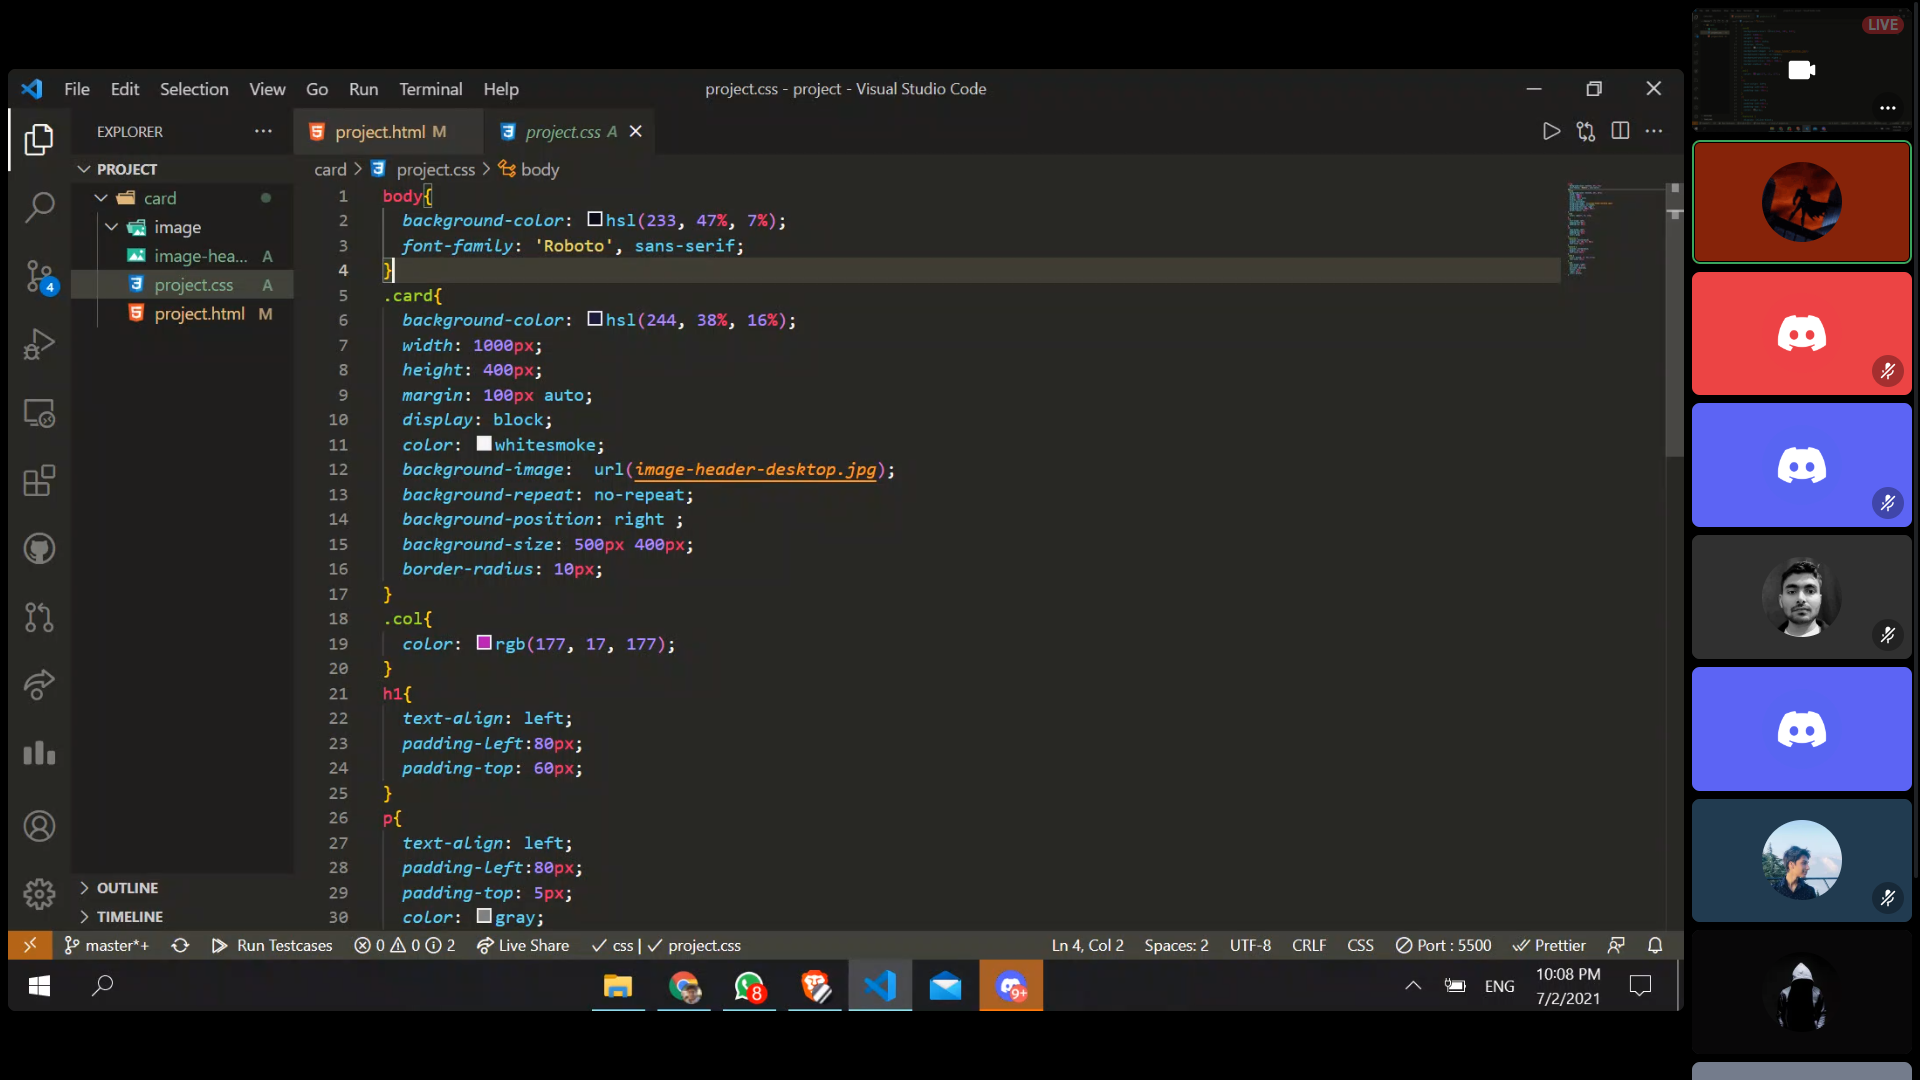 LIVE
File Edit Selection View Go Run Terminal Help
project.css - project - Visual Studio Code
EXPLORER
project.html M
project.css A
PROJECT
card
image
image-hea... A
project.css A
project.html M
OUTLINE
TIMELINE
4
card > project.css > body
1 body{
2 background-color: hsl(233, 47%, 7%);
3 font-family: 'Roboto', sans-serif;
4 }
5 .card{
6 background-color: hsl(244, 38%, 16%);
7 width: 1000px;
8 height: 400px;
9 margin: 100px auto;
10 display: block;
11 color: whitesmoke;
12 background-image:  url(image-header-desktop.jpg);
13 background-repeat: no-repeat;
14 background-position: right ;
15 background-size: 500px 400px;
16 border-radius: 10px;
17 }
18 .col{
19 color: rgb(177, 17, 177);
20 }
21 h1{
22 text-align: left;
23 padding-left:80px;
24 padding-top: 60px;
25 }
26 p{
27 text-align: left;
28 padding-left:80px;
29 padding-top: 5px;
30 color: gray;
master*+ Run Testcases 0 0 2 Live Share css | project.css Ln 4, Col 2 Spaces: 2 UTF-8 CRLF CSS Port : 5500 Prettier
8 9+ ENG 10:08 PM
7/2/2021